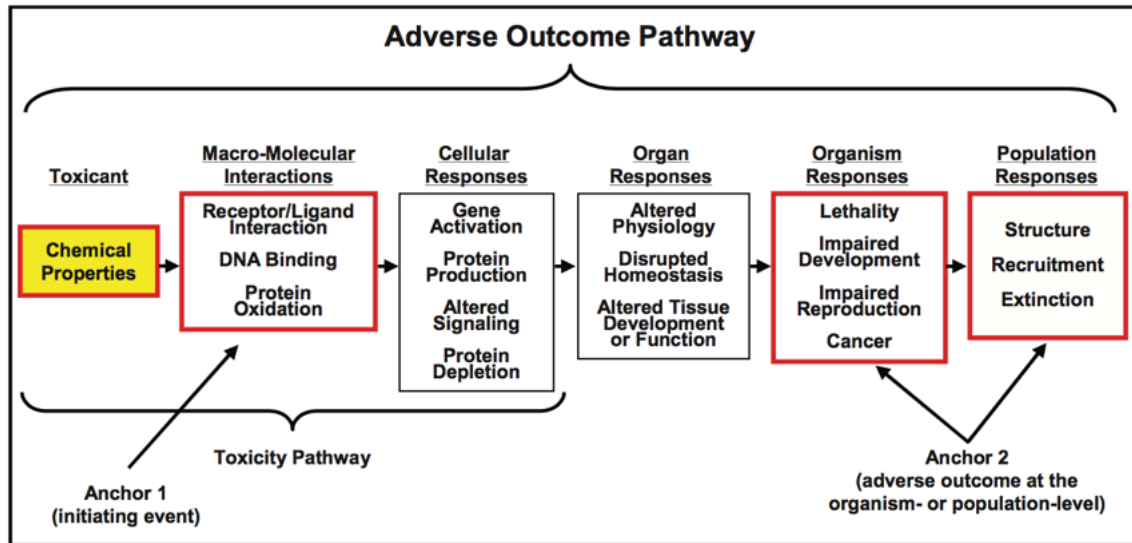 Adverse Outcome Pathway
Toxicant
Macro-Molecular
Interactions
Cellular
Responses
Organ
Responses
Organism
Responses
Population
Responses
Chemical
Properties
Receptor/Ligand
Interaction
DNA Binding
Protein
Oxidation
Gene
Activation
Protein
Production
Altered
Signaling
Protein
Depletion
Altered
Physiology
Disrupted
Homeostasis
Altered Tissue
Development
or Function
Lethality
Impaired
Development
Impaired
Reproduction
Cancer
Structure
Recruitment
Extinction
Toxicity Pathway
Anchor 1
(initiating event)
Anchor 2
(adverse outcome at the
organism- or population-level)